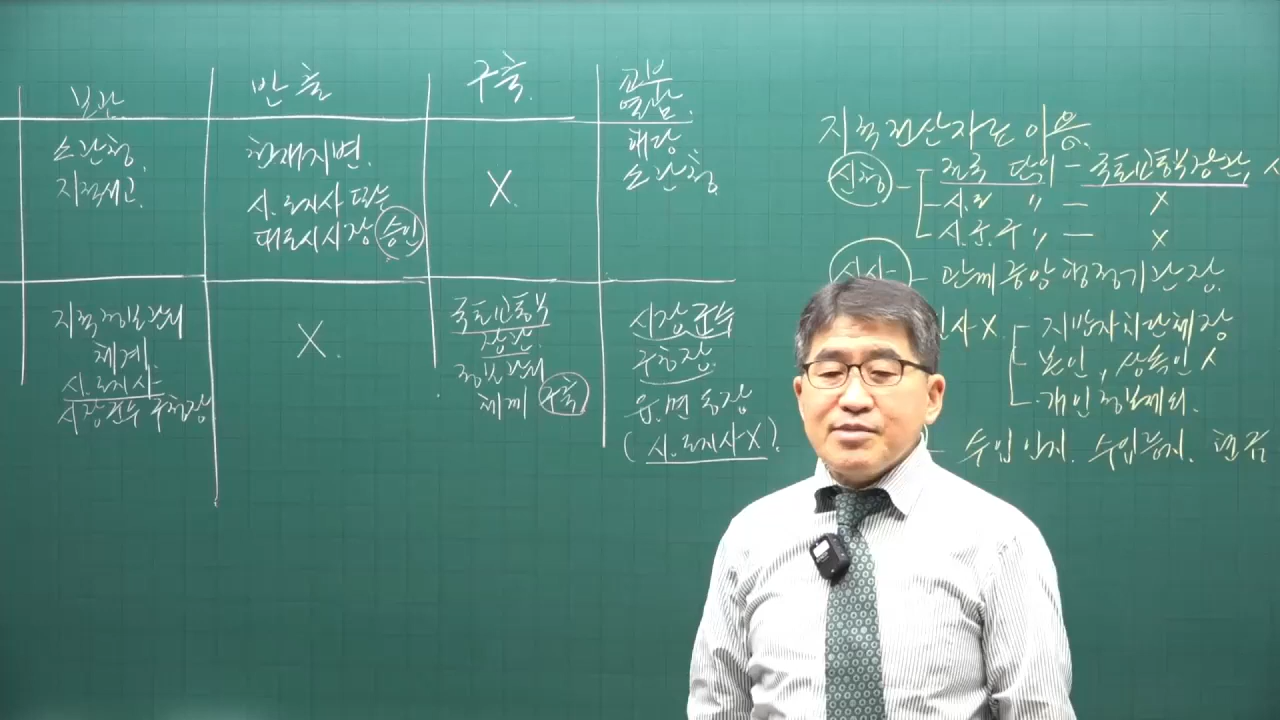 보관
반출
구축.
교부
열람.
소관청.
지적서고.
천재지변.
시.도지사 또는
대도시시장 승인
X.
해당
소관청.
지적정보관리
체계.
시.도지사
시장군수 구청장
X.
국토교통부
장관.
정보관리
체계 구축
시장군수
구청장
읍.면 동장
(시.도지사X).
지적전산자료 이용.
신청 - 전국 단위 - 국토교통부장관, 시
- 시.도 〃 - X
- 시.군.구 〃 - X
심사 - 관계중앙행정기관장.
심사X. 지방자치단체장
본인, 상속인
개인정보제외.
- 수입인지. 수입증지. 현금